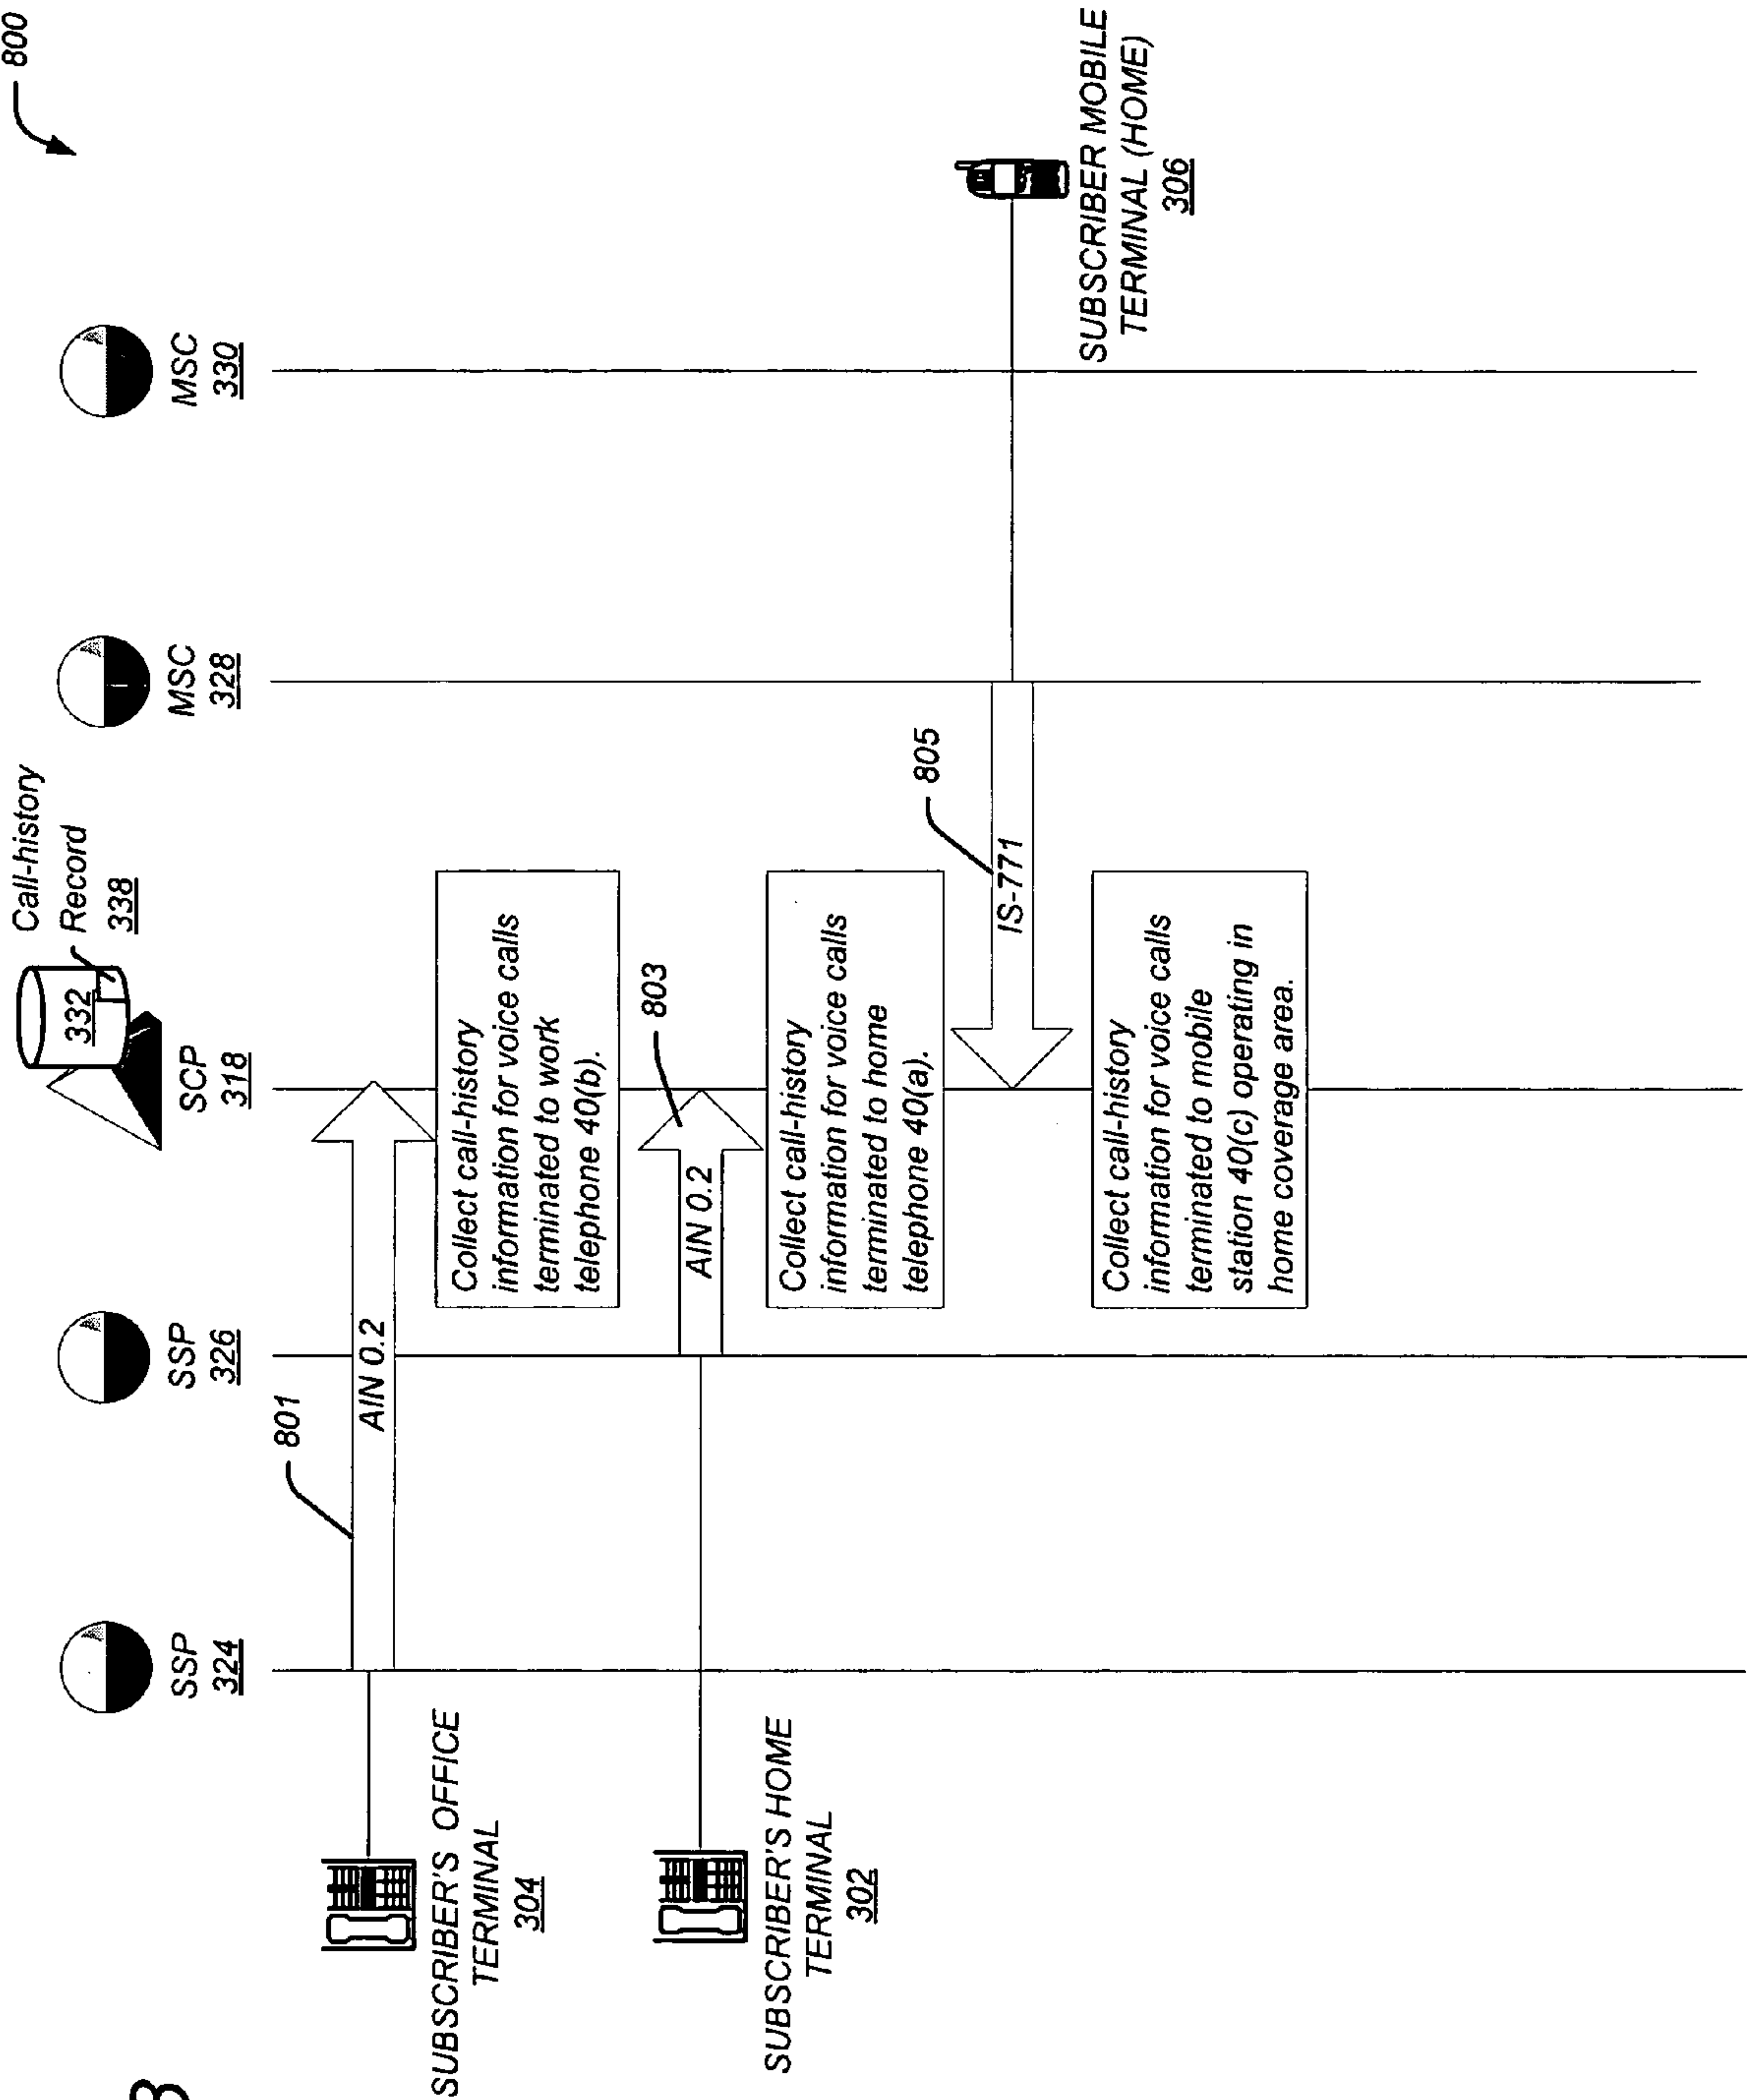 800
Call-history
Record
338
332
SSP
324
SSP
326
SCP
318
MSC
328
MSC
330
801
AIN 0.2
SUBSCRIBER'S OFFICE
TERMINAL
304
Collect call-history
information for voice calls
terminated to work
telephone 40(b).
803
AIN 0.2
SUBSCRIBER'S HOME
TERMINAL
302
Collect call-history
information for voice calls
terminated to home
telephone 40(a).
805
IS-771
SUBSCRIBER MOBILE
TERMINAL (HOME)
306
Collect call-history
information for voice calls
terminated to mobile
station 40(c) operating in
home coverage area.